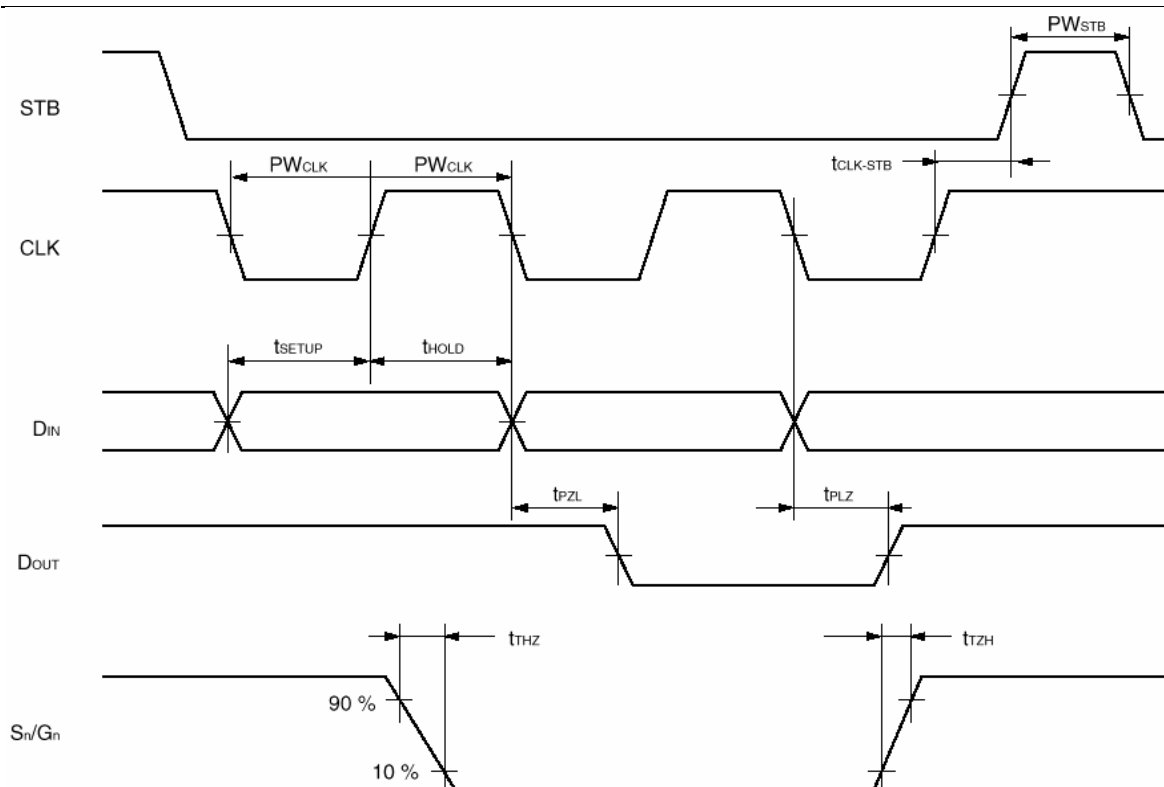 PWSTB
STB
tCLK-STB
PWCLK PWCLK
CLK
tSETUP tHOLD
DIN
tPZL tPLZ
DOUT
tTHZ tTZH
90 %
Sn/Gn
10 %